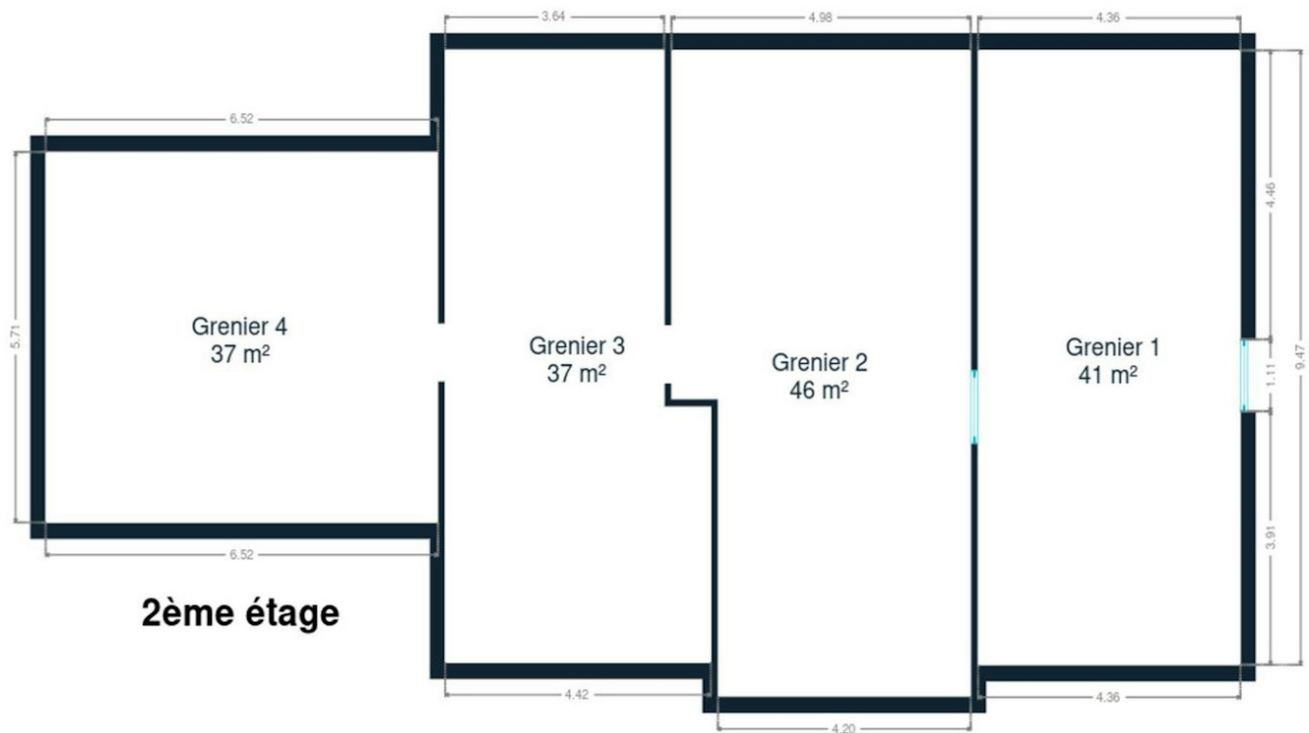 3.64
4.98
4.36
6.52
4.46
5.71
Grenier 4
37 m²
Grenier 3
37 m²
Grenier 2
46 m²
Grenier 1
41 m²
1.11
9.47
3.91
6.52
2ème étage
4.42
4.36
4.20